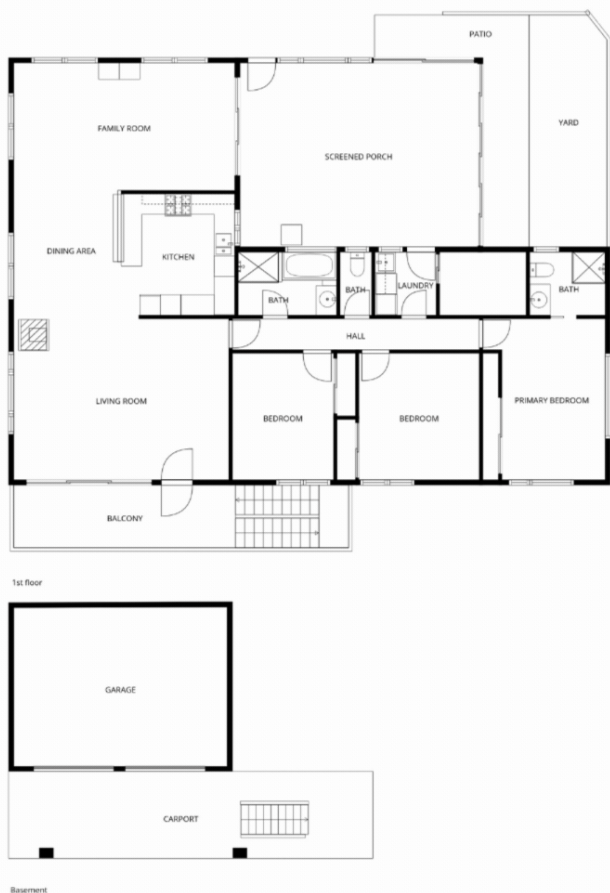 PATIO
YARD
FAMILY ROOM
SCREENED PORCH
DINING AREA
KITCHEN
BATH
BATH
LAUNDRY
BATH
HALL
LIVING ROOM
BEDROOM
BEDROOM
PRIMARY BEDROOM
BALCONY
1st floor
GARAGE
CARPORT
Basement